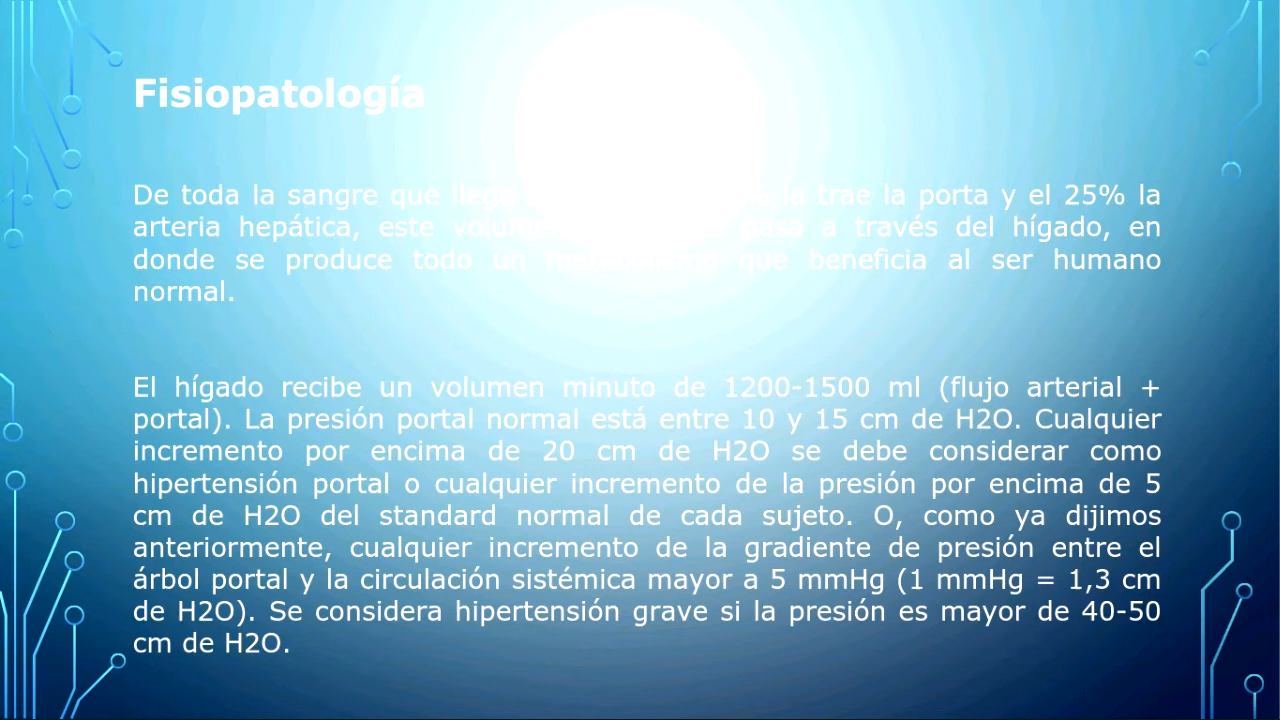 Fisiopatología
De toda la sangre que llega la trae la porta y el 25% la
arteria hepática, este volumen pasa a través del hígado, en
donde se produce todo un metabolismo que beneficia al ser humano
normal.
El hígado recibe un volumen minuto de 1200-1500 ml (flujo arterial +
portal). La presión portal normal está entre 10 y 15 cm de H2O. Cualquier
incremento por encima de 20 cm de H2O se debe considerar como
hipertensión portal o cualquier incremento de la presión por encima de 5
cm de H2O del standard normal de cada sujeto. O, como ya dijimos
anteriormente, cualquier incremento de la gradiente de presión entre el
árbol portal y la circulación sistémica mayor a 5 mmHg (1 mmHg = 1,3 cm
de H2O). Se considera hipertensión grave si la presión es mayor de 40-50
cm de H2O.